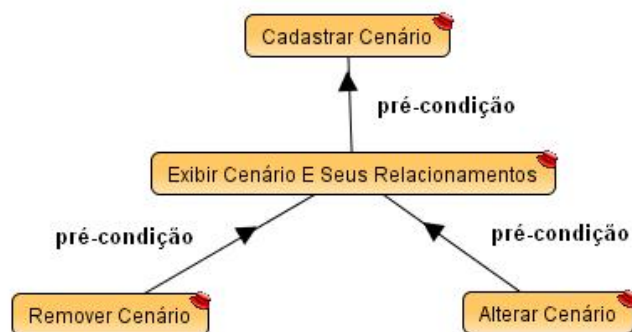 Cadastrar Cenário
pré-condição
Exibir Cenário E Seus Relacionamentos
pré-condição
pré-condição
Remover Cenário
Alterar Cenário